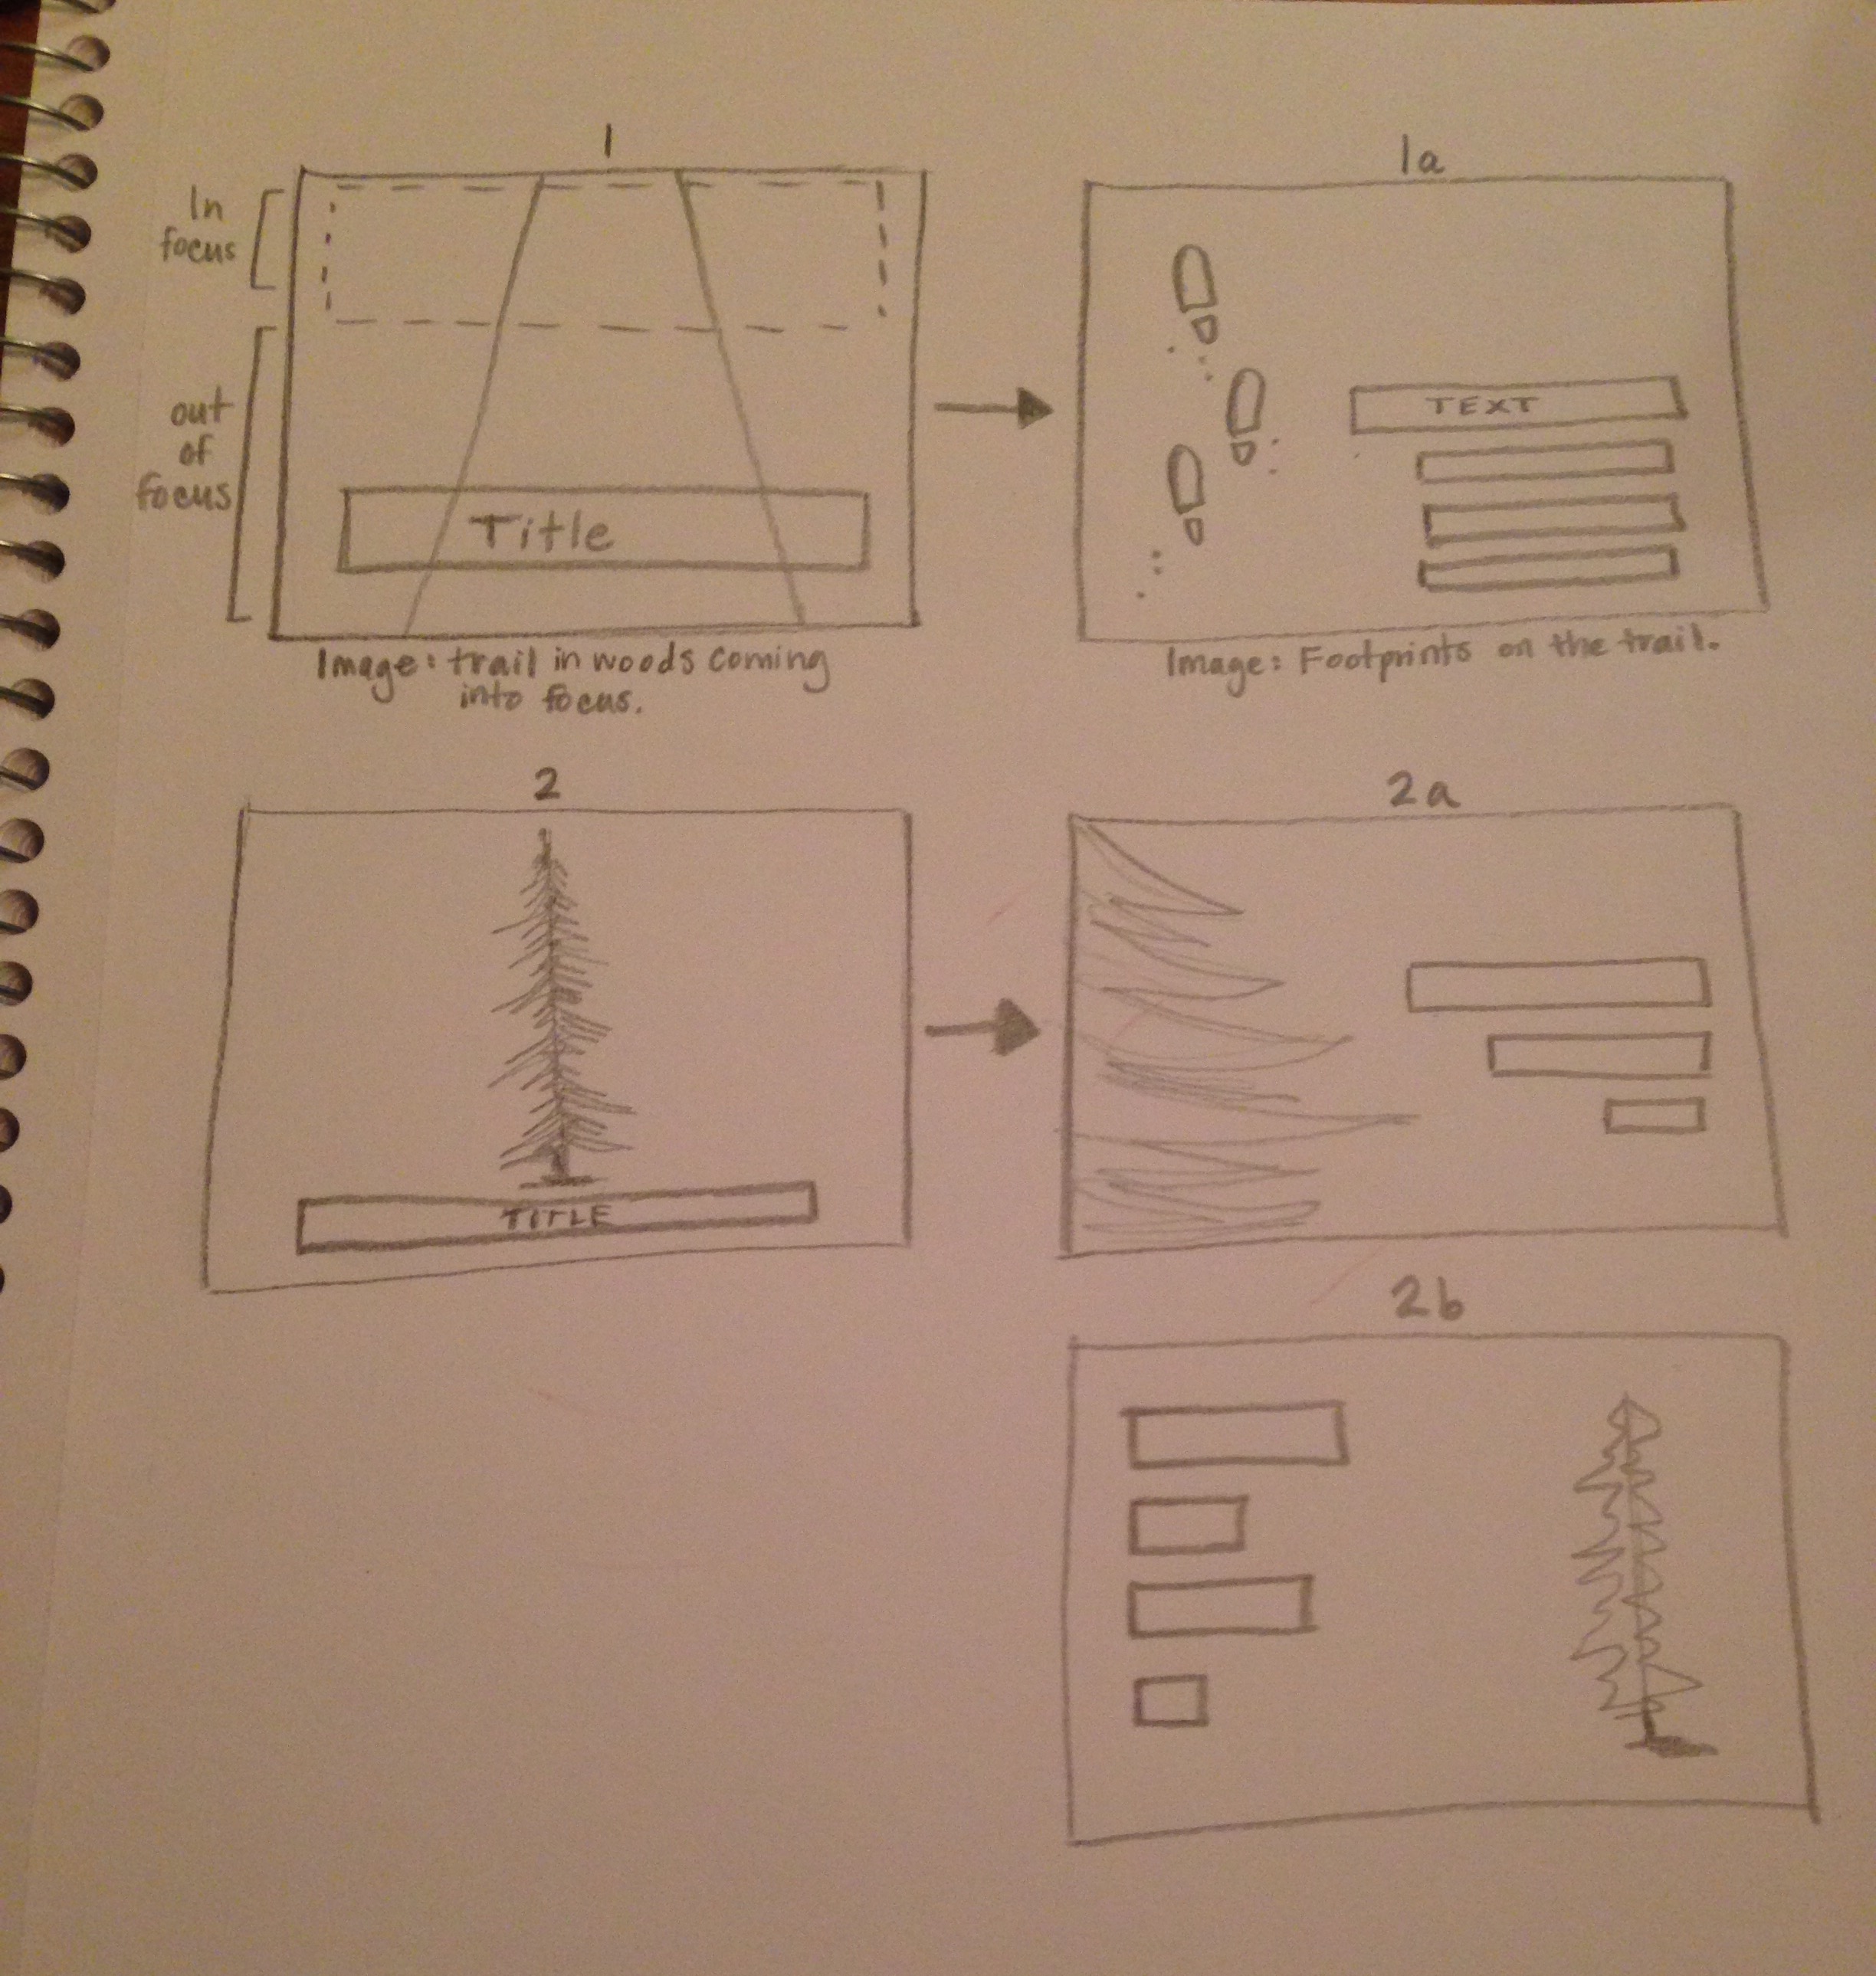 1
In
focus
out
of
focus
Title
Image: trail in woods coming
into focus.
1a
TEXT
Image: Footprints on the trail.
2
TITLE
2a
2b